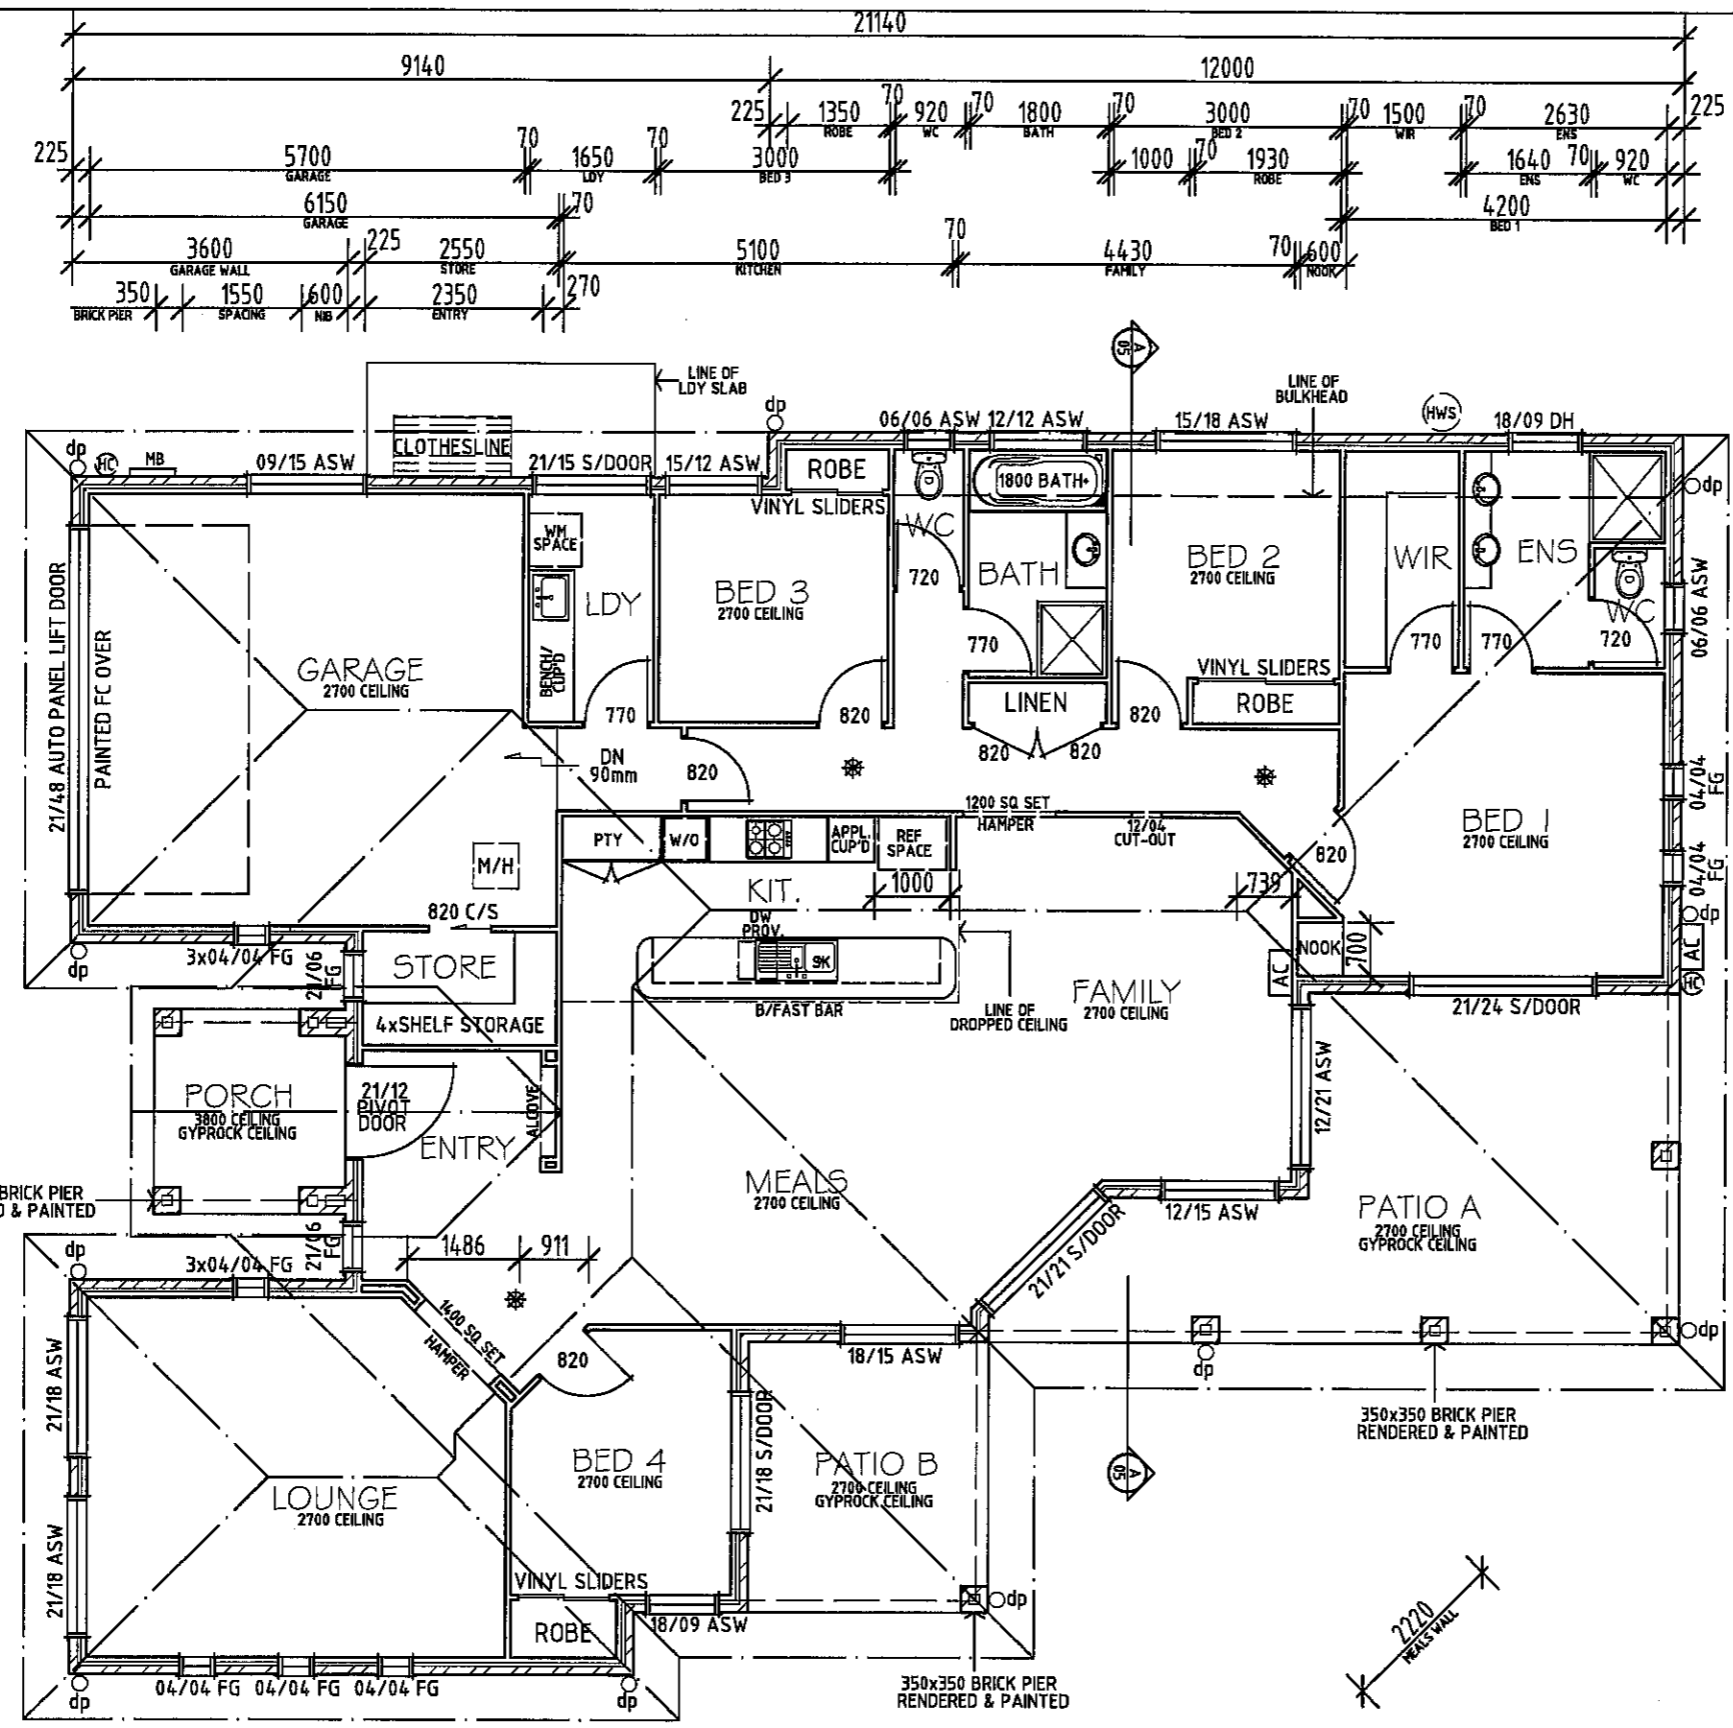 21140
9140 12000
225 1350 70 920 70 1800 70 3000 70 1500 70 2630 225
ROBE WC BATH BED 2 WIR ENS
225 5700 70 1650 70 3000 1000 70 1930 1640 70 920
GARAGE LDY BED 3 ROBE ENS WC
6150 70 4200
GARAGE BED 1
3600 225 2550 5100 70 4430 70 600
GARAGE WALL STORE KITCHEN FAMILY NOOK
350 1550 600 2350 270
BRICK PIER SPACING NIB ENTRY
A
05
LINE OF
LDY SLAB
LINE OF
BULKHEAD
HWS
dp
06/06 ASW 12/12 ASW 15/18 ASW 18/09 DH
dp
HC
MB
09/15 ASW
CLOTHESLINE
21/15 S/DOOR 15/12 ASW
ROBE
VINYL SLIDERS
1800 BATH+
dp
WM
SPACE
WC
720
BATH
770
BED 2
2700 CEILING
WIR
770
ENS
770
WC
720
06/06 ASW
21/48 AUTO PANEL LIFT DOOR
PAINTED FC OVER
GARAGE
2700 CEILING
LDY
BENCH/
CUP'D
770
BED 3
2700 CEILING
820
LINEN
820 820
820
VINYL SLIDERS
ROBE
DN
90mm
820
1200 SQ SET
HAMPER
12/04
CUT-OUT
BED 1
2700 CEILING
820
04/04
FG
04/04
FG
PTY
W/O
APPL.
CUP'D
REF
SPACE
M/H
KIT.
1000
739
820 C/S
DW
PROV.
SK
B/FAST BAR
LINE OF
DROPPED CEILING
FAMILY
2700 CEILING
NOOK
700
AC
dp
AC
HC
21/24 S/DOOR
dp
3x04/04 FG
21/06
FG
STORE
4xSHELF STORAGE
PORCH
3800 CEILING
GYPROCK CEILING
21/12
PIVOT
DOOR
ENTRY
ALCOVE
12/21 ASW
MEALS
2700 CEILING
12/15 ASW
PATIO A
2700 CEILING
GYPROCK CEILING
BRICK PIER
& PAINTED
21/06
FG
1486 911
21/21 S/DOOR
dp
3x04/04 FG
1400 SQ SET
HAMPER
820
18/15 ASW
dp
dp
350x350 BRICK PIER
RENDERED & PAINTED
21/18 ASW
21/18 S/DOOR
BED 4
2700 CEILING
PATIO B
2700 CEILING
GYPROCK CEILING
A
05
LOUNGE
2700 CEILING
21/18 ASW
VINYL SLIDERS
ROBE
18/09 ASW
dp
2220
MEALS WALL
04/04 FG 04/04 FG 04/04 FG
dp
dp
350x350 BRICK PIER
RENDERED & PAINTED